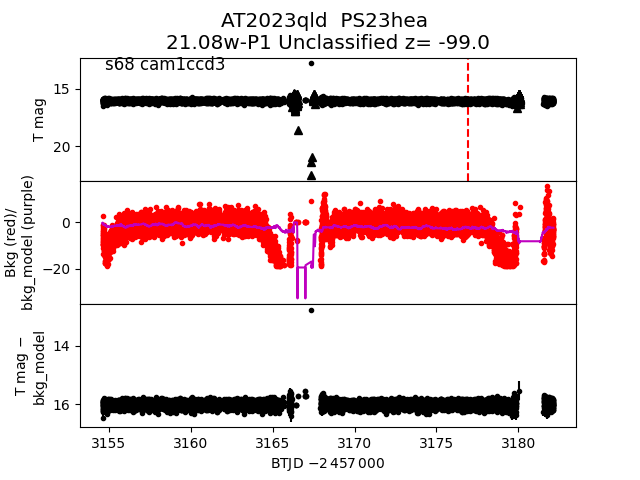 AT2023qld  PS23hea
21.08w-P1 Unclassified z= -99.0
s68 cam1ccd3
T mag
15
20
Bkg (red)/
bkg_model (purple)
0
−20
T mag −
bkg_model
14
16
3155
3160
3165
3170
3175
3180
BTJD −2 457 000